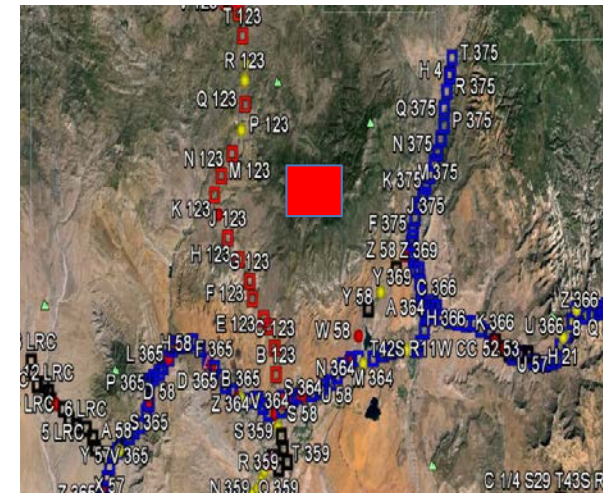 T 123
R 123
Q 123
P 123
N 123
M 123
K 123
J 123
H 123
G 123
F 123
E 123
C 123
B 123
T 375
H 4
R 375
Q 375
P 375
N 375
M 375
K 375
J 375
F 375
Z 58
Z 369
Y 369
Y 58
C 366
A 364
H 366
Z 366
K 366
U 366
8 Q
W 58
T42S R11W CC 52
53
U 57
H 21
H 58
F 365
L 365
P 365
D 365
B 365
D 58
N 364
M 364
S 364
U 58
Z 364
V 364
S 58
LRC
LRC
LRC
6 LRC
5 LRC
A 58
S 365
Y 57
V 365
X 57
S 359
R 359
T 359
N 359
Q 359
C 1/4 S29 T43S R